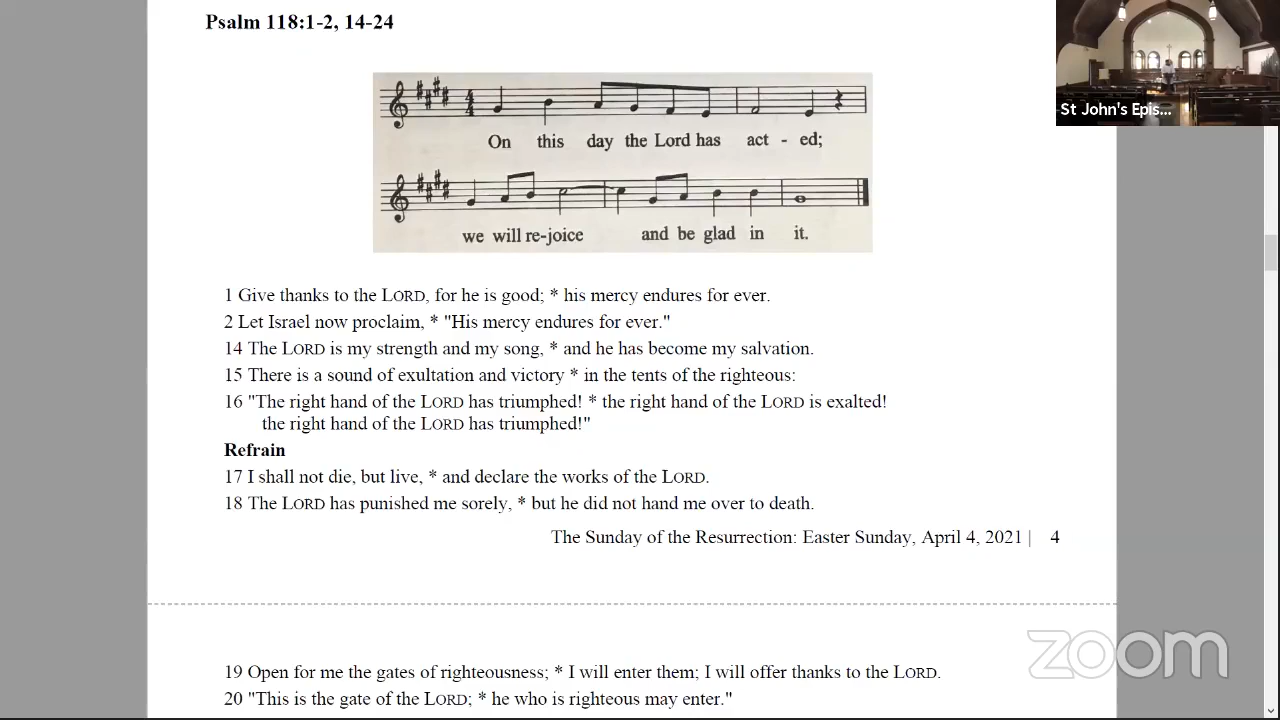 Psalm 118:1-2, 14-24
St John's Epis...
4
4
On this day the Lord has act - ed;
we will re-joice and be glad in it.
1 Give thanks to the LORD, for he is good; * his mercy endures for ever.
2 Let Israel now proclaim, * "His mercy endures for ever."
14 The LORD is my strength and my song, * and he has become my salvation.
15 There is a sound of exultation and victory * in the tents of the righteous:
16 "The right hand of the LORD has triumphed! * the right hand of the LORD is exalted!
the right hand of the LORD has triumphed!"
Refrain
17 I shall not die, but live, * and declare the works of the LORD.
18 The LORD has punished me sorely, * but he did not hand me over to death.
The Sunday of the Resurrection: Easter Sunday, April 4, 2021 | 4
zoom
19 Open for me the gates of righteousness; * I will enter them; I will offer thanks to the LORD.
20 "This is the gate of the LORD; * he who is righteous may enter."